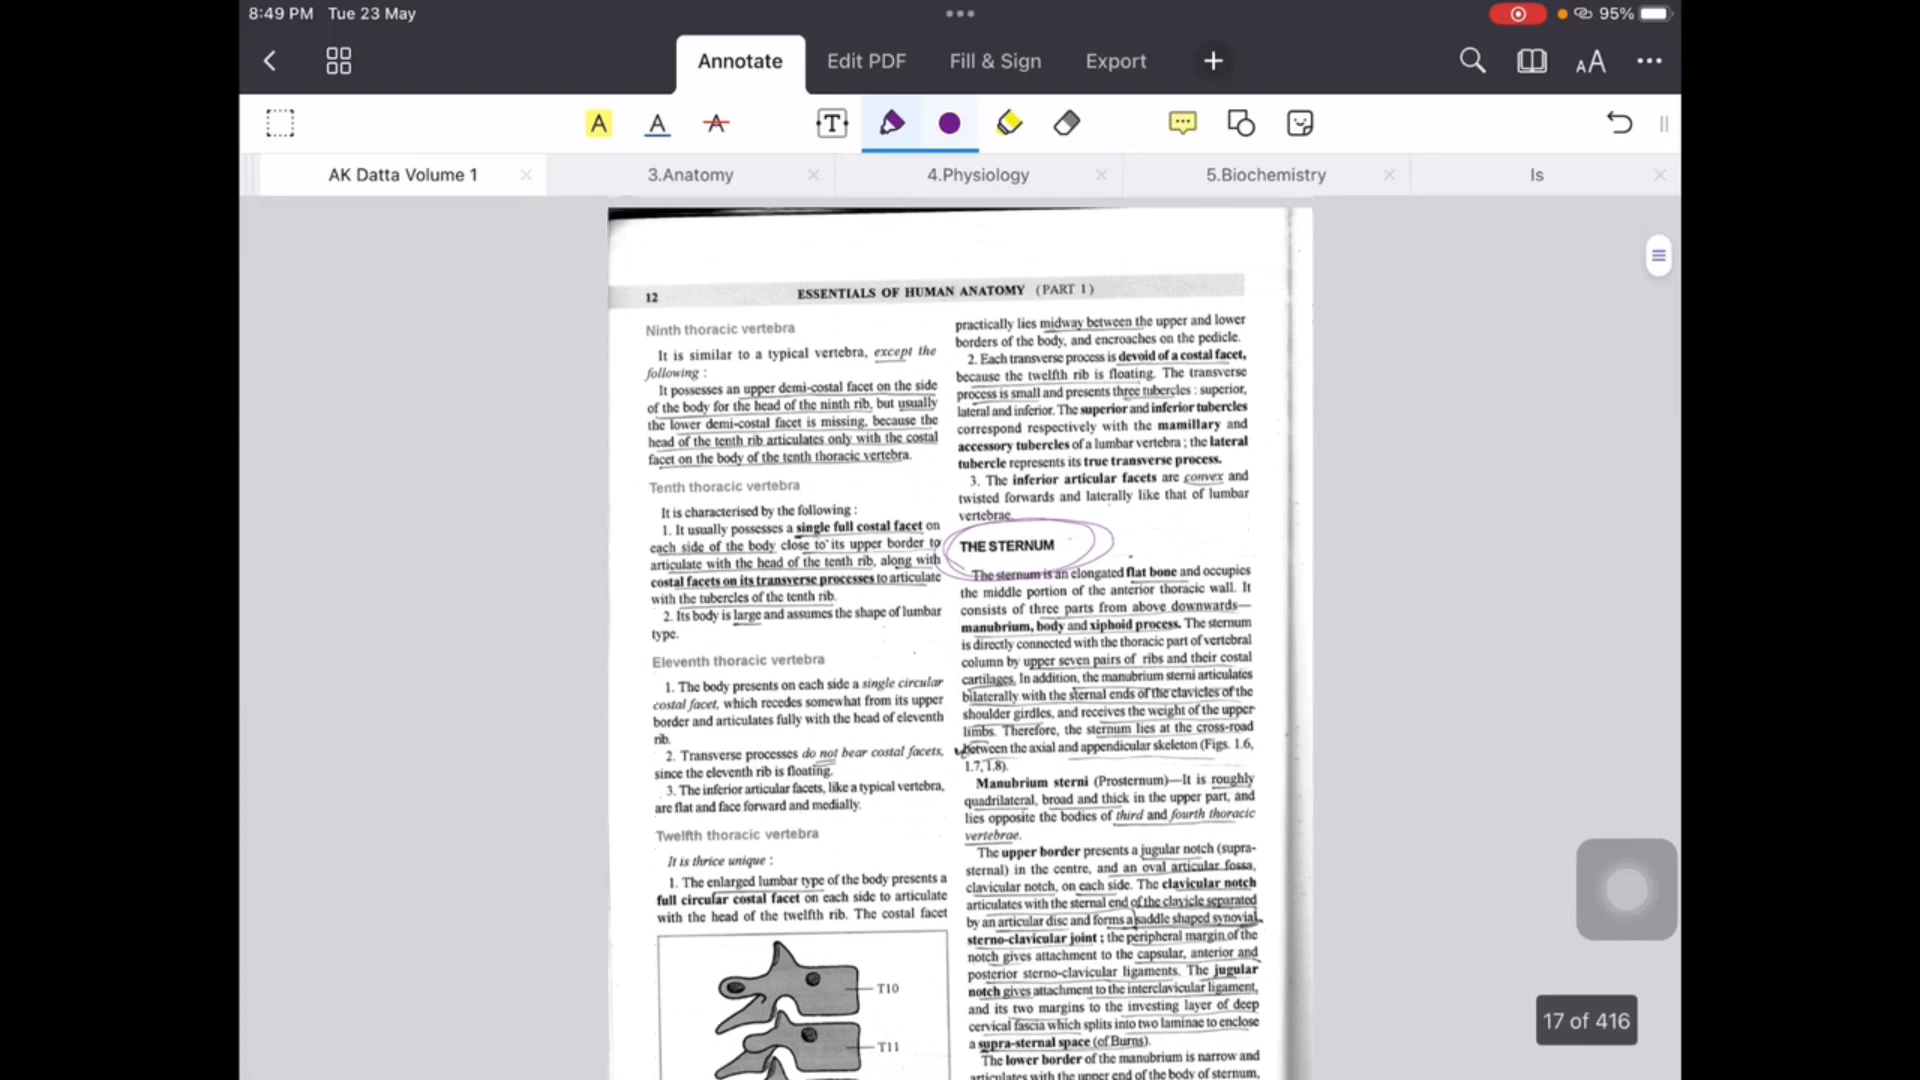 8:49 PM Tue 23 May
95%
Annotate
Edit PDF
Fill & Sign
Export
AK Datta Volume 1
3.Anatomy
4.Physiology
5.Biochemistry
Is
12
ESSENTIALS OF HUMAN ANATOMY (PART 1)
Ninth thoracic vertebra
It is similar to a typical vertebra, except the
following :
It possesses an upper demi-costal facet on the side
of the body for the head of the ninth rib, but usually
the lower demi-costal facet is missing, because the
head of the tenth rib articulates only with the costal
facet on the body of the tenth thoracic vertebra.
Tenth thoracic vertebra
It is characterised by the following :
1. It usually possesses a single full costal facet on
each side of the body close to its upper border to
articulate with the head of the tenth rib, along with
costal facets on its transverse processes to articulate
with the tubercles of the tenth rib.
2. Its body is large and assumes the shape of lumbar
type.
Eleventh thoracic vertebra
1. The body presents on each side a single circular
costal facet, which recedes somewhat from its upper
border and articulates fully with the head of eleventh
rib.
2. Transverse processes do not bear costal facets,
since the eleventh rib is floating.
3. The inferior articular facets, like a typical vertebra,
are flat and face forward and medially.
Twelfth thoracic vertebra
It is thrice unique :
1. The enlarged lumbar type of the body presents a
full circular costal facet on each side to articulate
with the head of the twelfth rib. The costal facet
T10
T11
practically lies midway between the upper and lower
borders of the body, and encroaches on the pedicle.
2. Each transverse process is devoid of a costal facet,
because the twelfth rib is floating. The transverse
process is small and presents three tubercles : superior,
lateral and inferior. The superior and inferior tubercles
correspond respectively with the mamillary and
accessory tubercles of a lumbar vertebra ; the lateral
tubercle represents its true transverse process.
3. The inferior articular facets are convex and
twisted forwards and laterally like that of lumbar
vertebrae.
THE STERNUM
The sternum is an elongated flat bone and occupies
the middle portion of the anterior thoracic wall. It
consists of three parts from above downwards—
manubrium, body and xiphoid process. The sternum
is directly connected with the thoracic part of vertebral
column by upper seven pairs of ribs and their costal
cartilages. In addition, the manubrium sterni articulates
bilaterally with the sternal ends of the clavicles of the
shoulder girdles, and receives the weight of the upper
limbs. Therefore, the sternum lies at the cross-road
between the axial and appendicular skeleton (Figs. 1.6,
1.7, 1.8).
Manubrium sterni (Prosternum)—It is roughly
quadrilateral, broad and thick in the upper part, and
lies opposite the bodies of third and fourth thoracic
vertebrae.
The upper border presents a jugular notch (supra-
sternal) in the centre, and an oval articular fossa,
clavicular notch, on each side. The clavicular notch
articulates with the sternal end of the clavicle separated
by an articular disc and forms a saddle shaped synovial
sterno-clavicular joint ; the peripheral margin of the
notch gives attachment to the capsular, anterior and
posterior sterno-clavicular ligaments. The jugular
notch gives attachment to the interclavicular ligament,
and its two margins to the investing layer of deep
cervical fascia which splits into two laminae to enclose
a supra-sternal space (of Burns).
The lower border of the manubrium is narrow and
articulates with the upper end of the body of sternum,
17 of 416